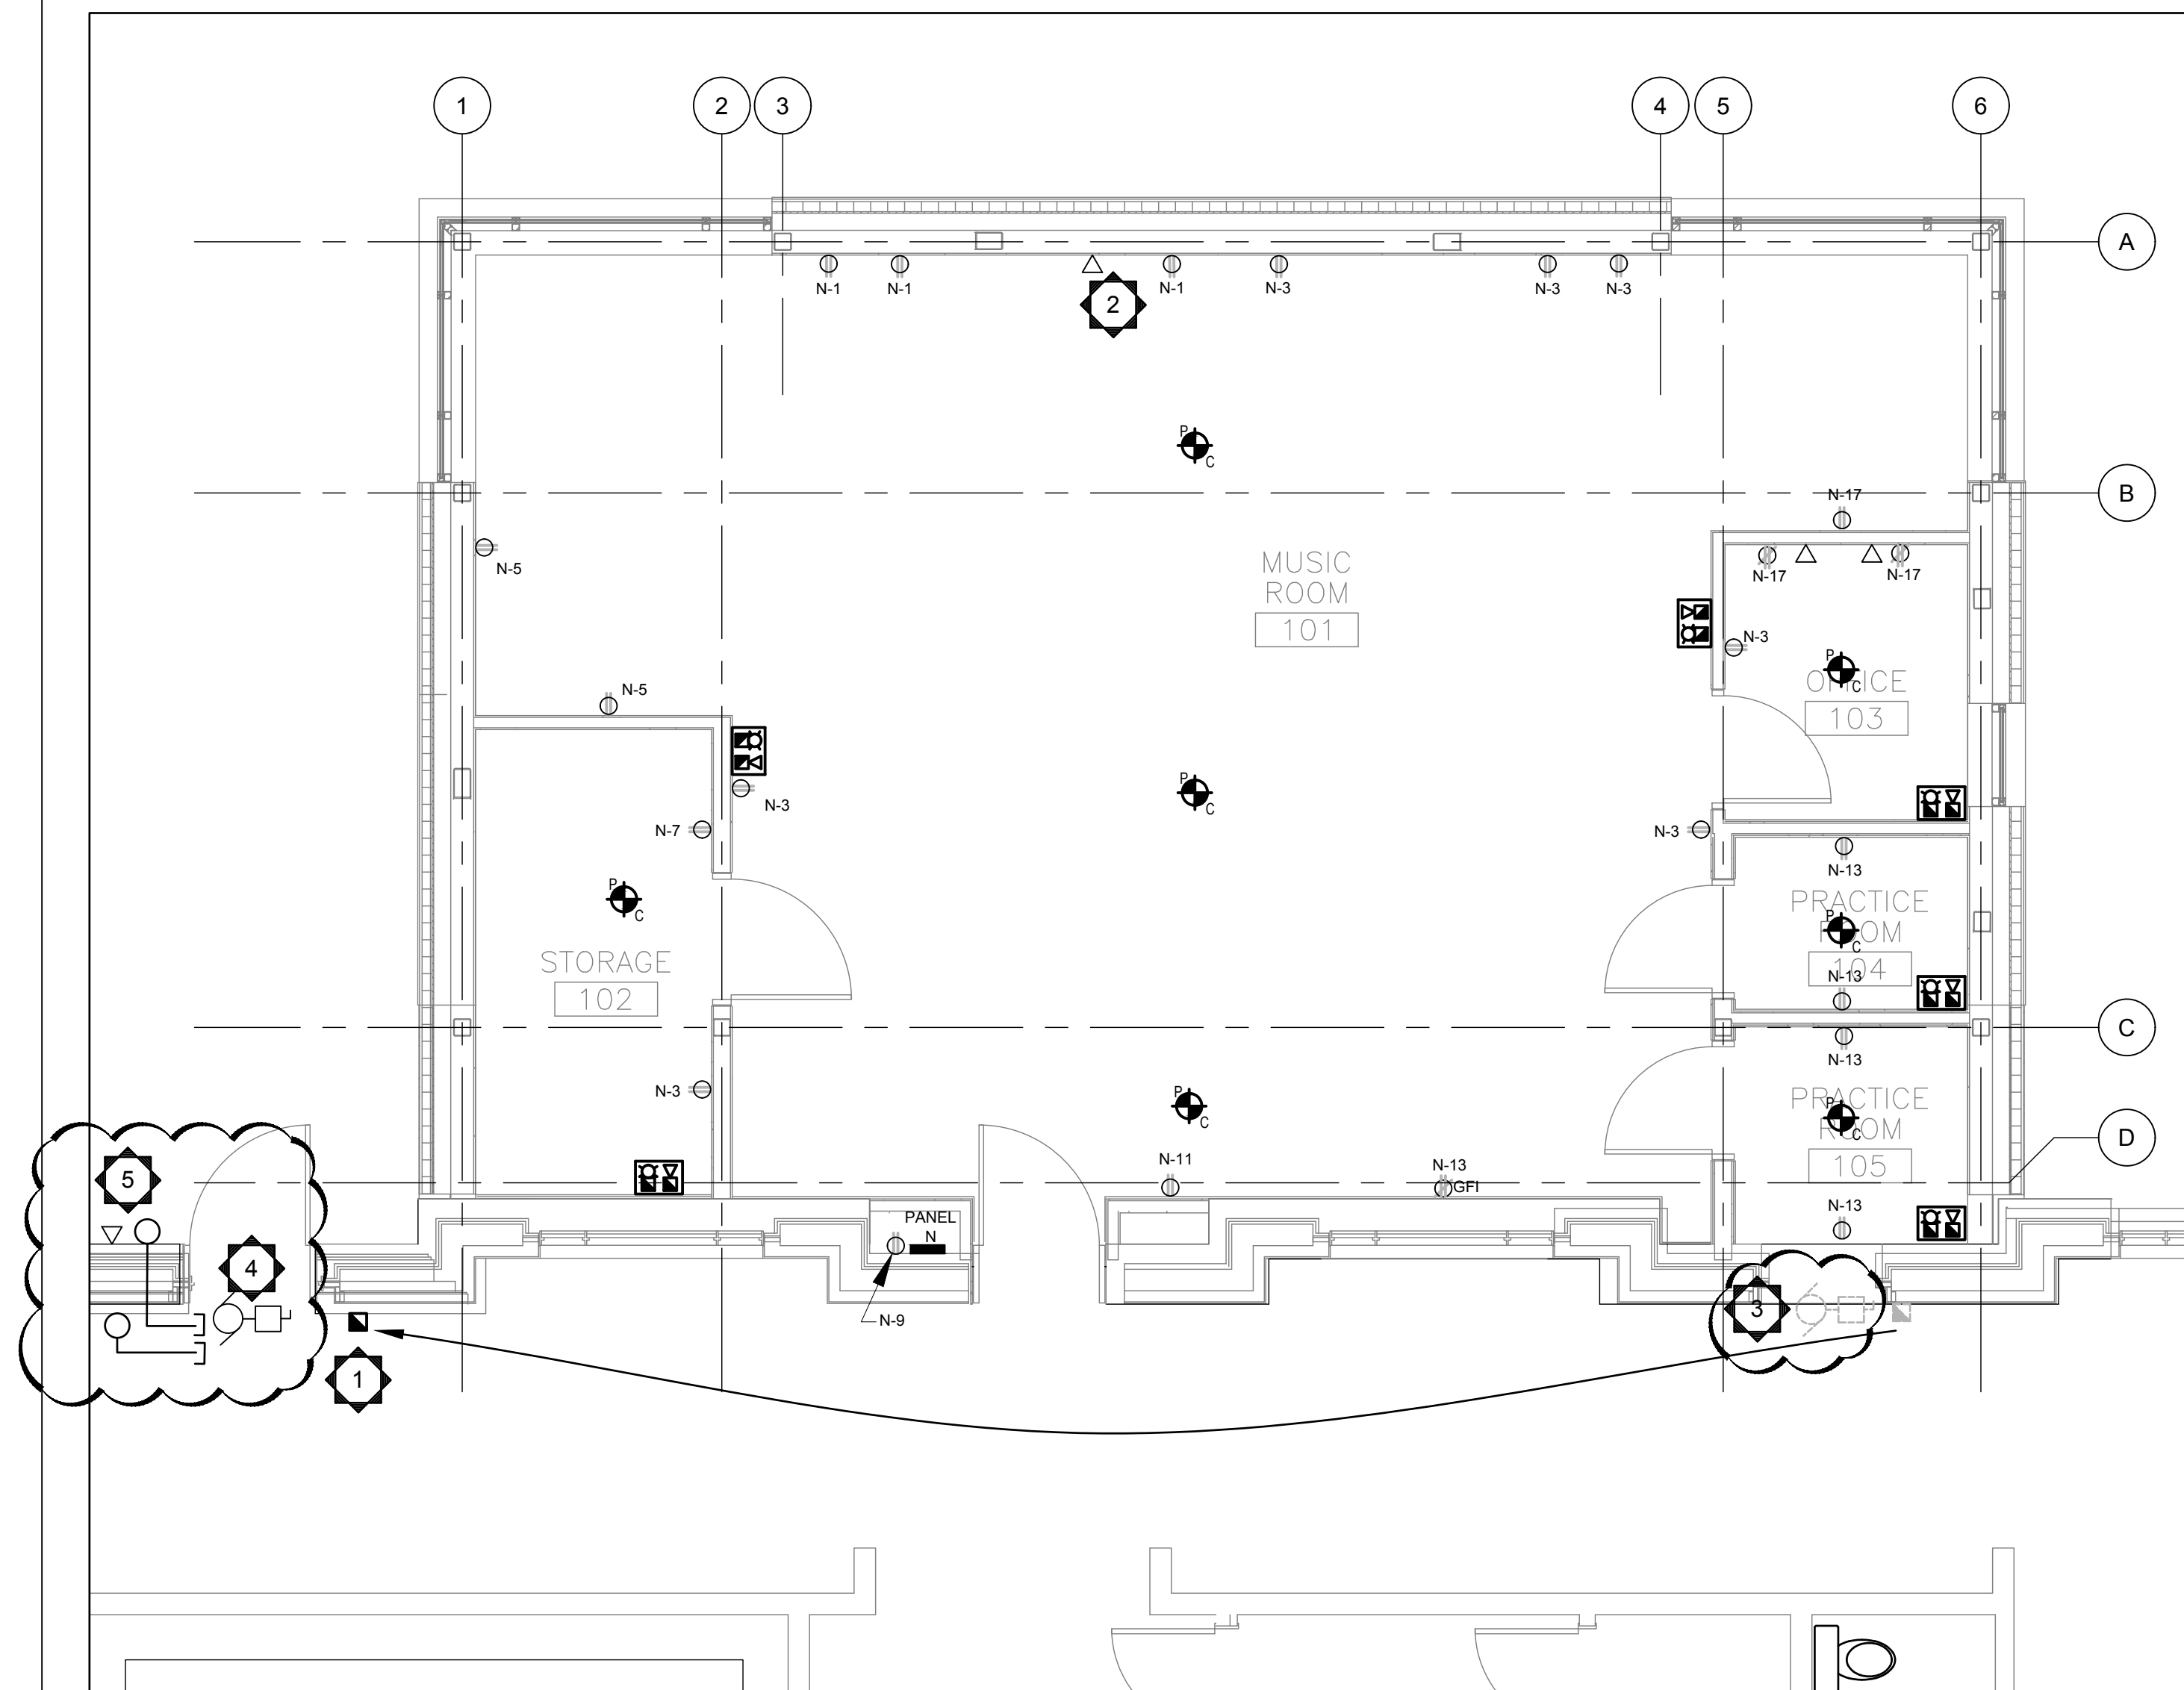 1
2
3
4
5
6
A
N-1
N-1
N-1
N-3
N-3
N-3
2
P
C
B
N-17
N-17
N-17
N-5
MUSIC
ROOM
101
N-3
P
C
OFFICE
103
N-5
P
C
N-3
N-7
N-3
N-13
P
C
STORAGE
102
PRACTICE
ROOM
104
P
C
N-13
C
N-13
N-3
P
C
PRACTICE
ROOM
105
P
C
D
N-11
N-13
GFI
N-13
5
PANEL
N
4
3
N-9
1